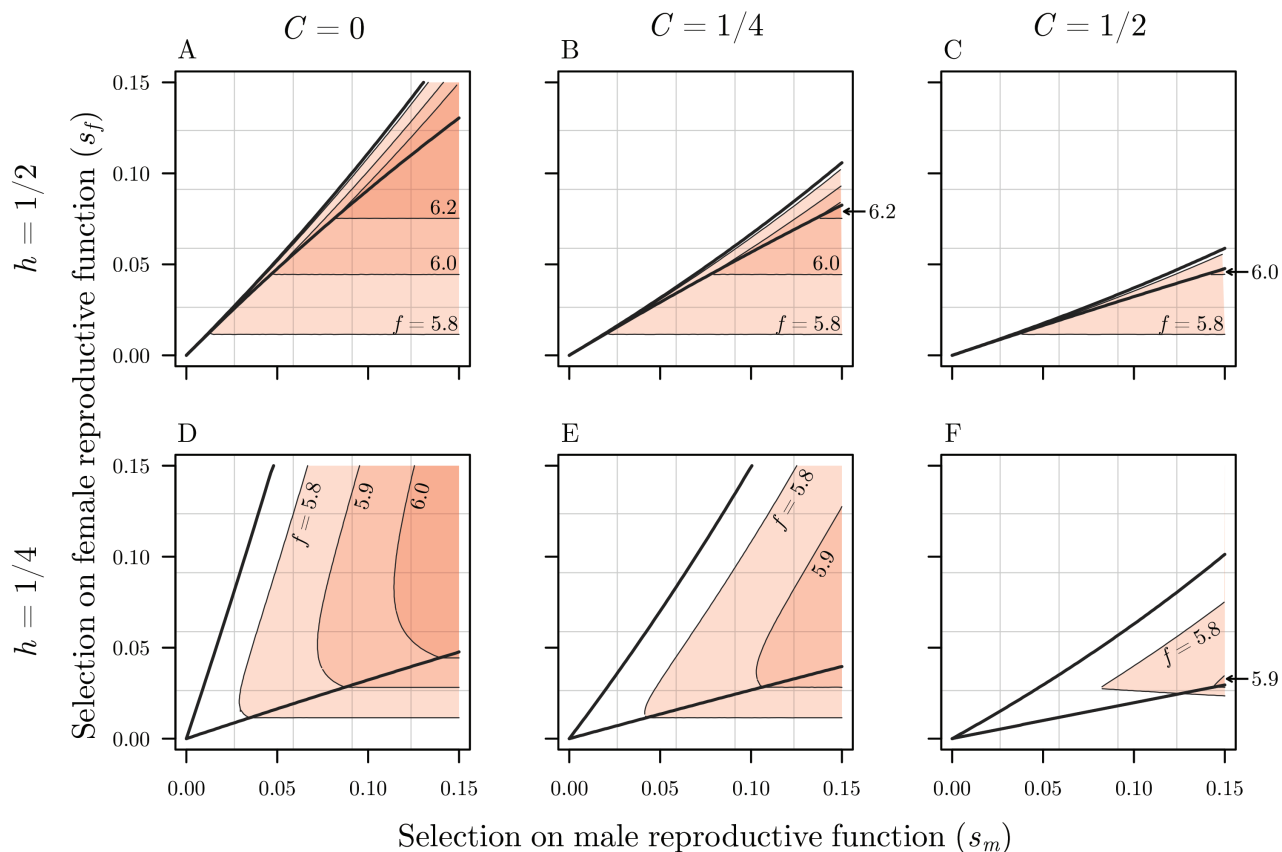 C = 0
C = 1/4
C = 1/2
A
B
C
h = 1/2
h = 1/4
Selection on female reproductive function (s_f)
0.15
0.10
0.05
0.00
6.2
6.0
f = 5.8
6.2
6.0
f = 5.8
6.0
f = 5.8
D
E
F
0.15
0.10
0.05
0.00
f = 5.8
5.9
6.0
f = 5.8
5.9
f = 5.8
5.9
0.00 0.05 0.10 0.15
0.00 0.05 0.10 0.15
0.00 0.05 0.10 0.15
Selection on male reproductive function (s_m)